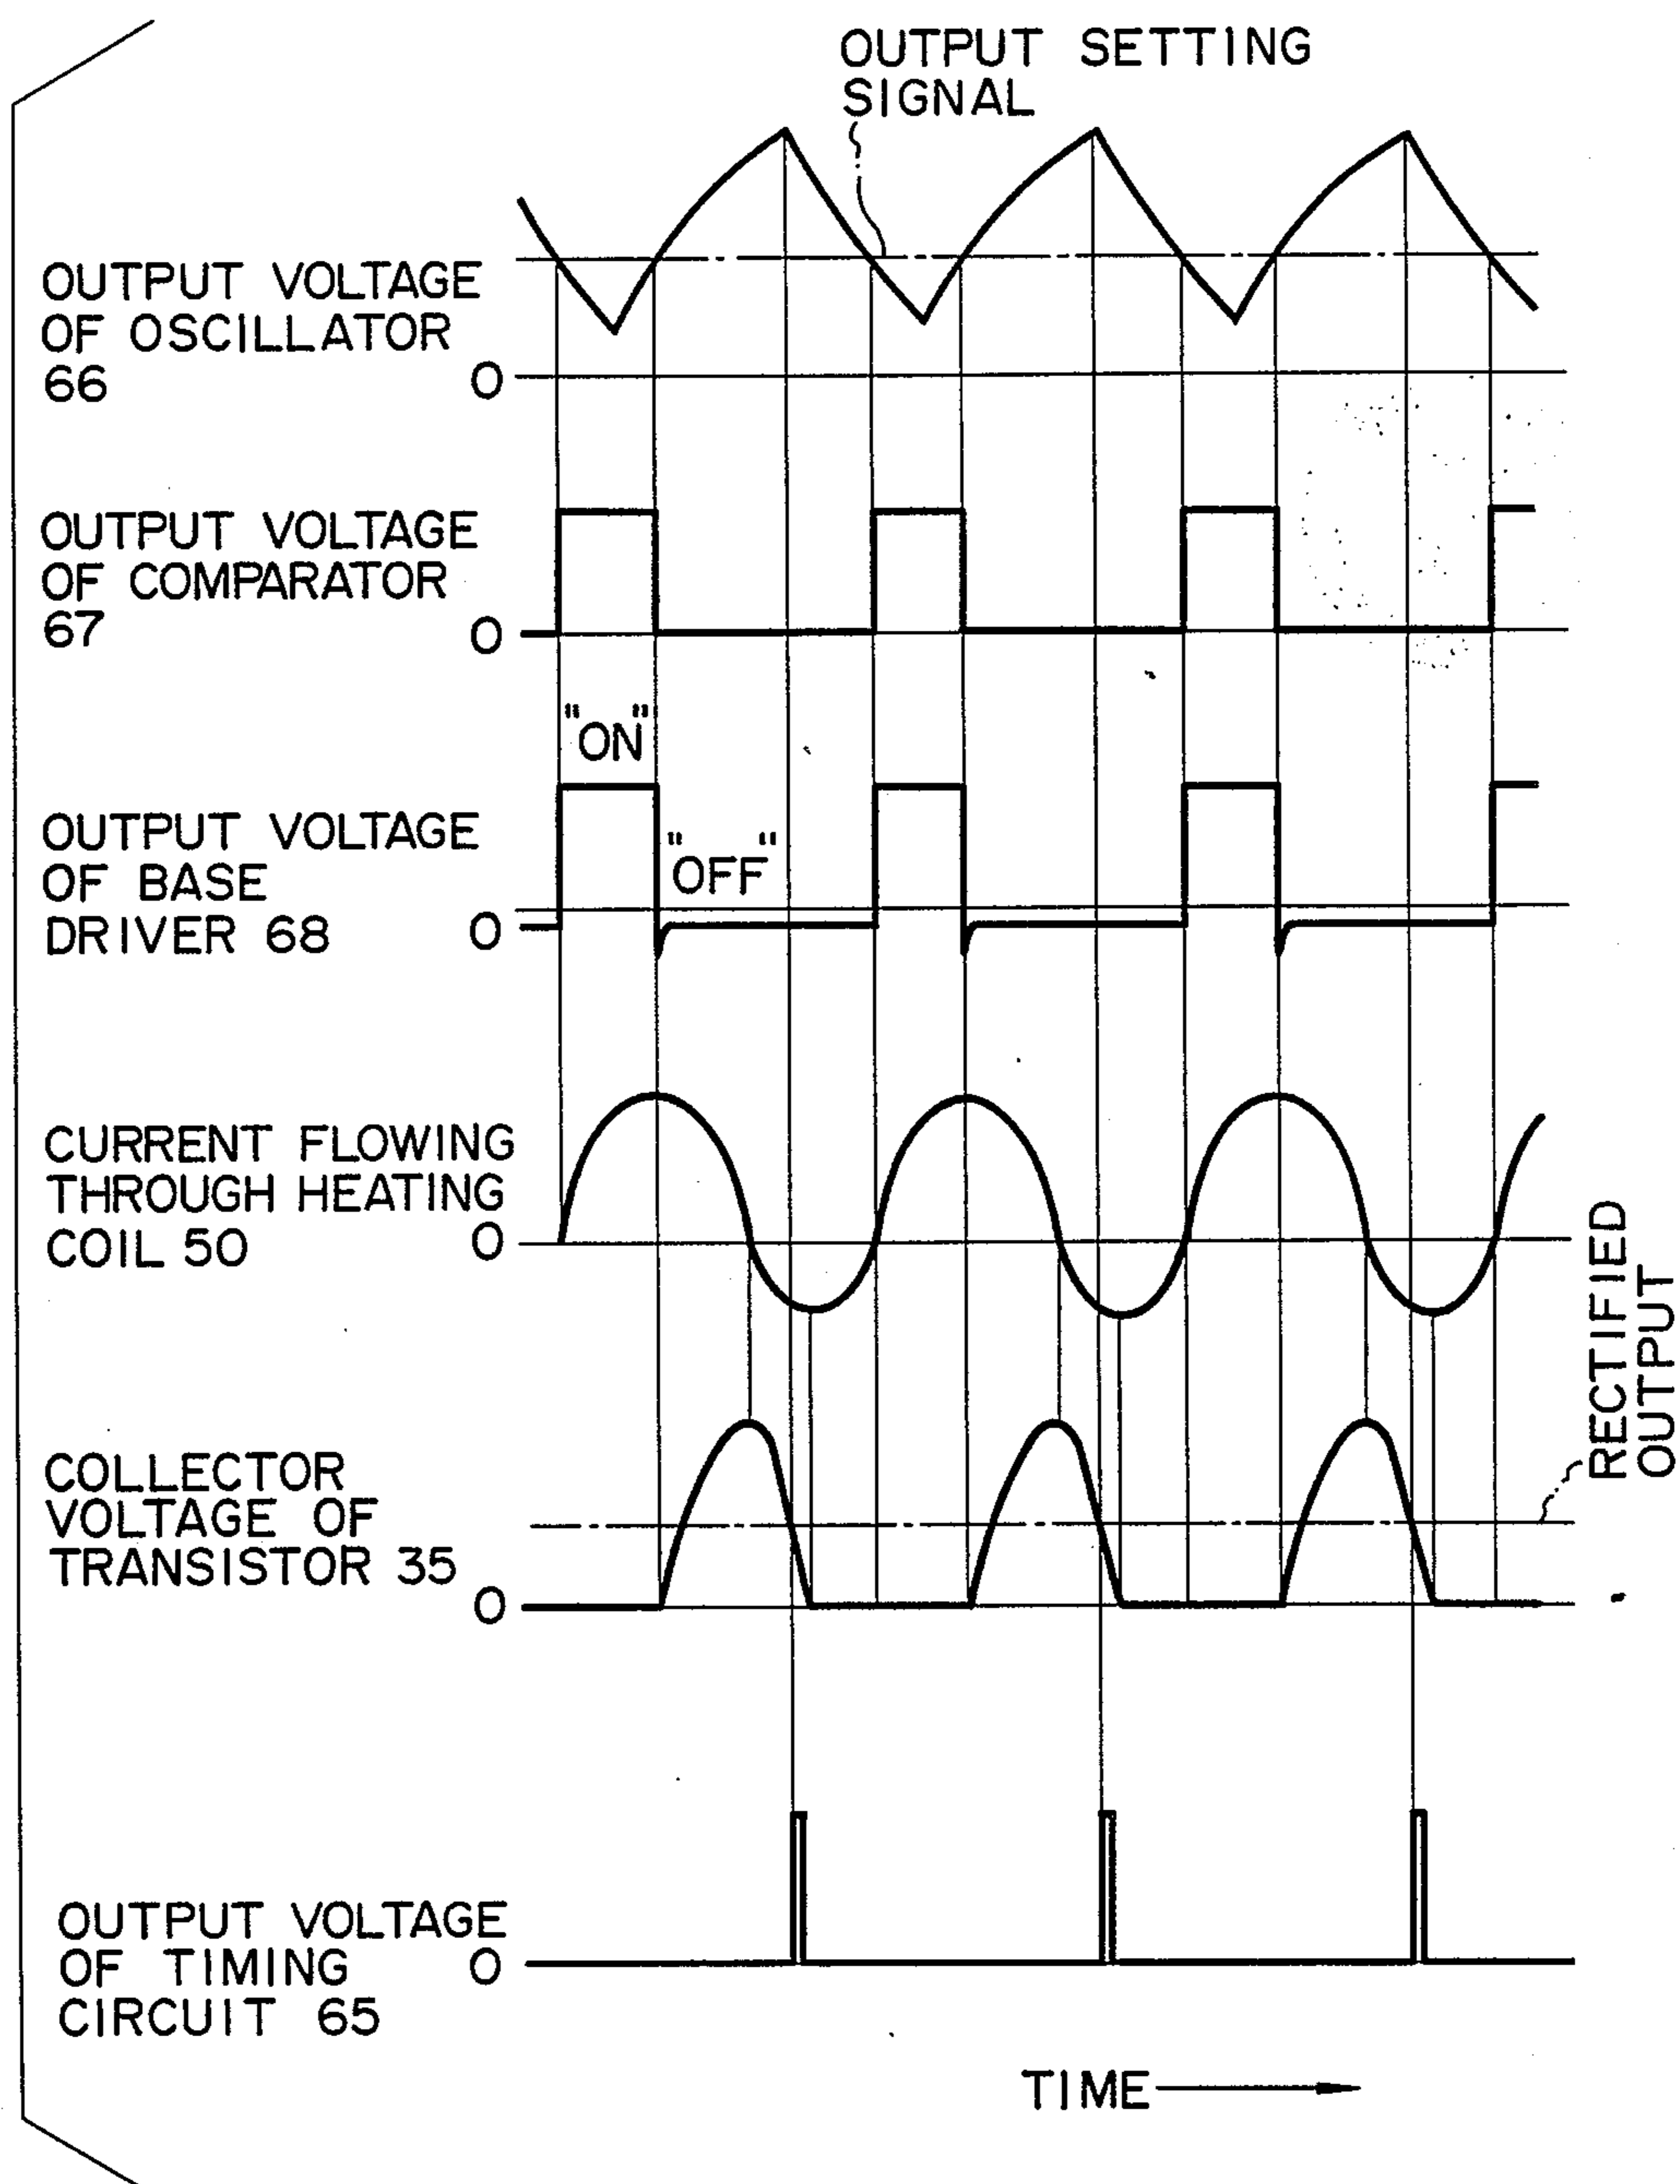 OUTPUT SETTING
SIGNAL
OUTPUT VOLTAGE
OF OSCILLATOR
66
0
OUTPUT VOLTAGE
OF COMPARATOR
67
0
"ON"
OUTPUT VOLTAGE
OF BASE
DRIVER 68
0
"OFF"
CURRENT FLOWING
THROUGH HEATING
COIL 50
0
RECTIFIED
OUTPUT
COLLECTOR
VOLTAGE OF
TRANSISTOR 35
0
OUTPUT VOLTAGE
OF TIMING
CIRCUIT 65
0
TIME